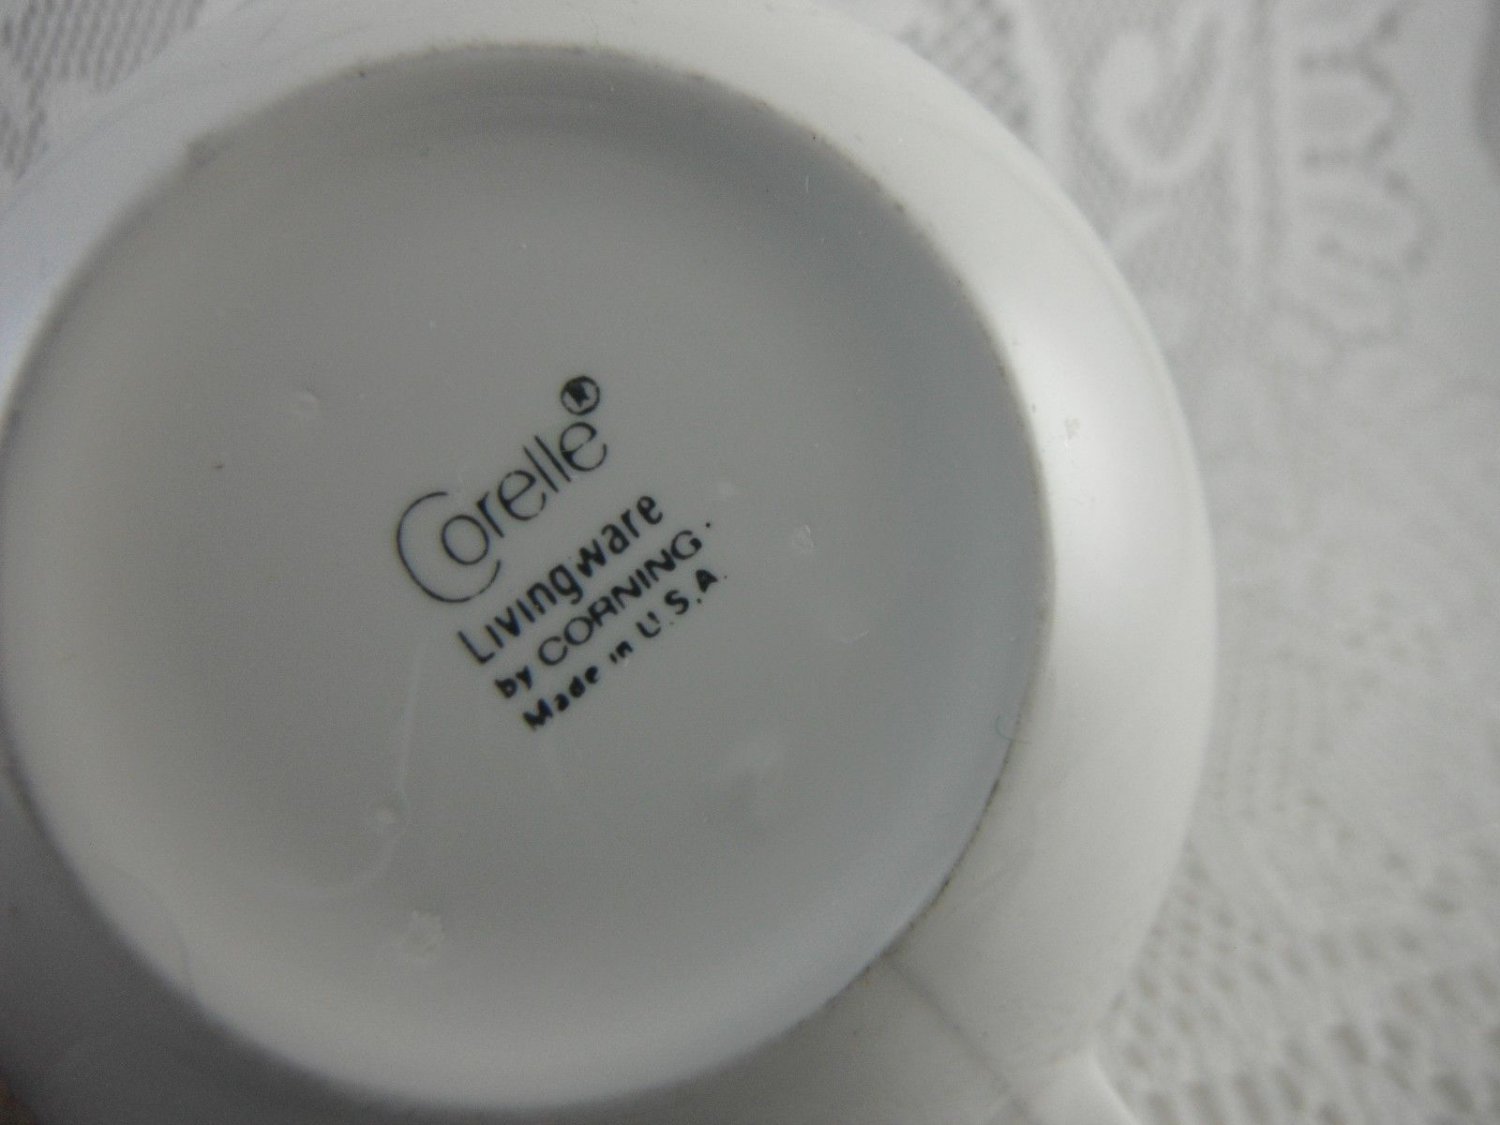 Corelle®
Livingware
by CORNING.
Made in U.S.A.